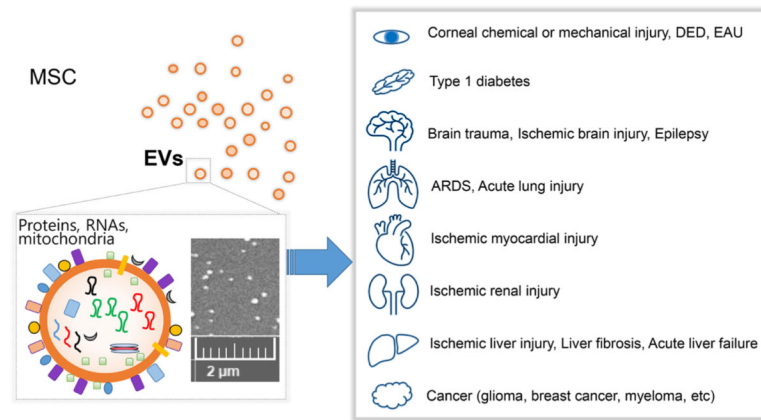 MSC
EVs
Proteins, RNAs,
mitochondria
2 μm
Corneal chemical or mechanical injury, DED, EAU
Type 1 diabetes
Brain trauma, Ischemic brain injury, Epilepsy
ARDS, Acute lung injury
Ischemic myocardial injury
Ischemic renal injury
Ischemic liver injury, Liver fibrosis, Acute liver failure
Cancer (glioma, breast cancer, myeloma, etc)